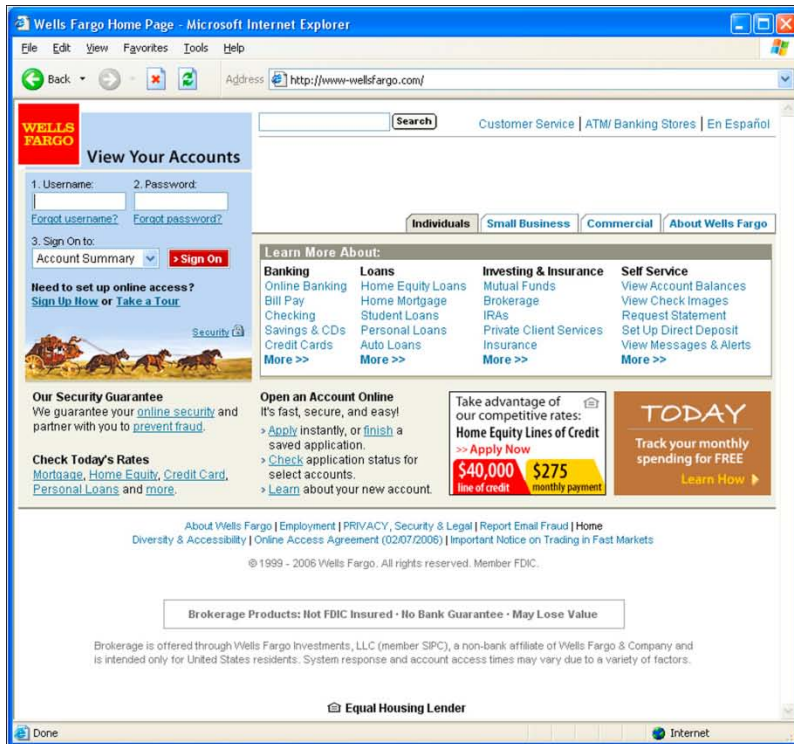 Wells Fargo Home Page - Microsoft Internet Explorer
File Edit View Favorites Tools Help
Back Address http://www-wellsfargo.com/
WELLS
FARGO
View Your Accounts
Search
Customer Service | ATM/ Banking Stores | En Español
1. Username: 2. Password:
Forgot username? Forgot password?
3. Sign On to:
Account Summary > Sign On
Need to set up online access?
Sign Up Now or Take a Tour
Security
Individuals Small Business Commercial About Wells Fargo
Learn More About:
Banking
Online Banking
Bill Pay
Checking
Savings & CDs
Credit Cards
More >>
Loans
Home Equity Loans
Home Mortgage
Student Loans
Personal Loans
Auto Loans
More >>
Investing & Insurance
Mutual Funds
Brokerage
IRAs
Private Client Services
Insurance
More >>
Self Service
View Account Balances
View Check Images
Request Statement
Set Up Direct Deposit
View Messages & Alerts
More >>
Our Security Guarantee
We guarantee your online security and
partner with you to prevent fraud.
Check Today's Rates
Mortgage, Home Equity, Credit Card,
Personal Loans and more.
Open an Account Online
It's fast, secure, and easy!
> Apply instantly, or finish a
saved application.
> Check application status for
select accounts.
> Learn about your new account.
Take advantage of
our competitive rates:
Home Equity Lines of Credit
>> Apply Now
$40,000 $275
line of credit monthly payment
TODAY
Track your monthly
spending for FREE
Learn How
About Wells Fargo | Employment | PRIVACY, Security & Legal | Report Email Fraud | Home
Diversity & Accessibility | Online Access Agreement (02/07/2006) | Important Notice on Trading in Fast Markets
© 1999 - 2006 Wells Fargo. All rights reserved. Member FDIC.
Brokerage Products: Not FDIC Insured · No Bank Guarantee · May Lose Value
Brokerage is offered through Wells Fargo Investments, LLC (member SIPC), a non-bank affiliate of Wells Fargo & Company and
is intended only for United States residents. System response and account access times may vary due to a variety of factors.
Equal Housing Lender
Done Internet